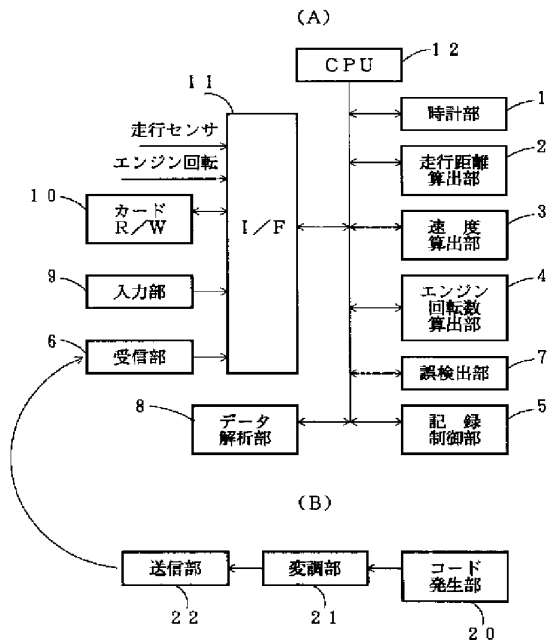 (A)
12
CPU
11
走行センサ
エンジン回転
10
カード
R/W
I/F
9
入力部
6
受信部
8
データ
解析部
時計部
1
走行距離
算出部
2
速度
算出部
3
エンジン
回転数
算出部
4
誤検出部
7
記録
制御部
5
(B)
送信部
22
変調部
21
コード
発生部
20